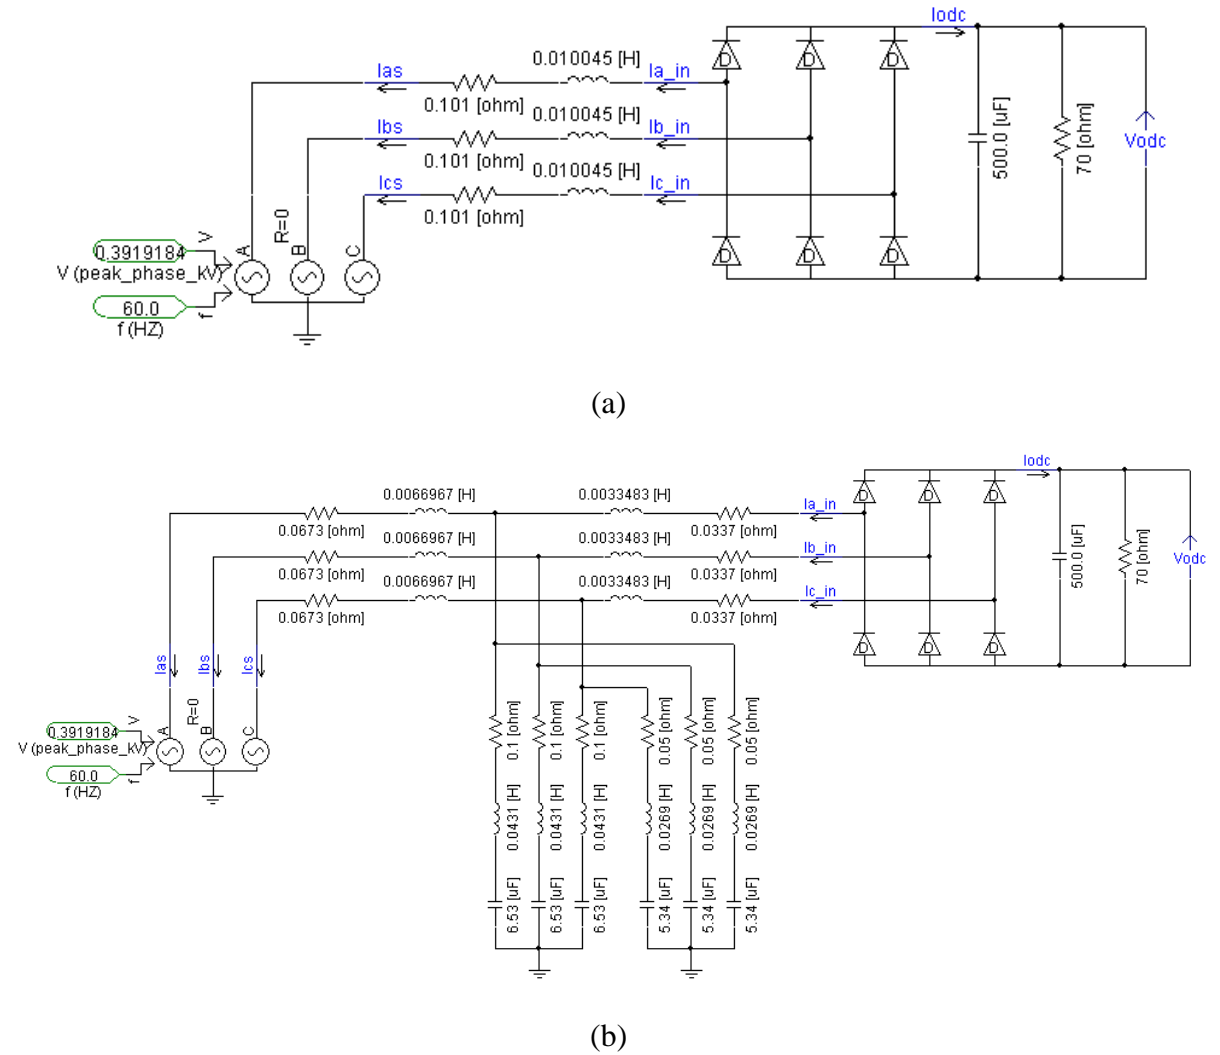 Iodc
0.010045 [H]
Ias
Ia_in
D D D
0.101 [ohm]
0.010045 [H]
Ibs
Ib_in
500.0 [uF]
70 [ohm]
Vodc
0.101 [ohm]
0.010045 [H]
Ics
Ic_in
0.101 [ohm]
R=0
A B C
V
0.3919184
V (peak_phase_kV)
D D D
60.0
f
f (HZ)
(a)
Iodc
0.0066967 [H]
0.0033483 [H]
Ia_in
D D D
0.0673 [ohm]
0.0337 [ohm]
0.0066967 [H]
0.0033483 [H]
Ib_in
500.0 [uF]
70 [ohm]
Vodc
0.0673 [ohm]
0.0337 [ohm]
0.0066967 [H]
0.0033483 [H]
Ic_in
0.0673 [ohm]
0.0337 [ohm]
D D D
Ias
Ibs
Ics
R=0
A B C
V
0.3919184
V (peak_phase_kV)
60.0
f
f (HZ)
0.1 [ohm]
0.1 [ohm]
0.1 [ohm]
0.05 [ohm]
0.05 [ohm]
0.05 [ohm]
0.0431 [H]
0.0431 [H]
0.0431 [H]
0.0269 [H]
0.0269 [H]
0.0269 [H]
6.53 [uF]
6.53 [uF]
6.53 [uF]
5.34 [uF]
5.34 [uF]
5.34 [uF]
(b)